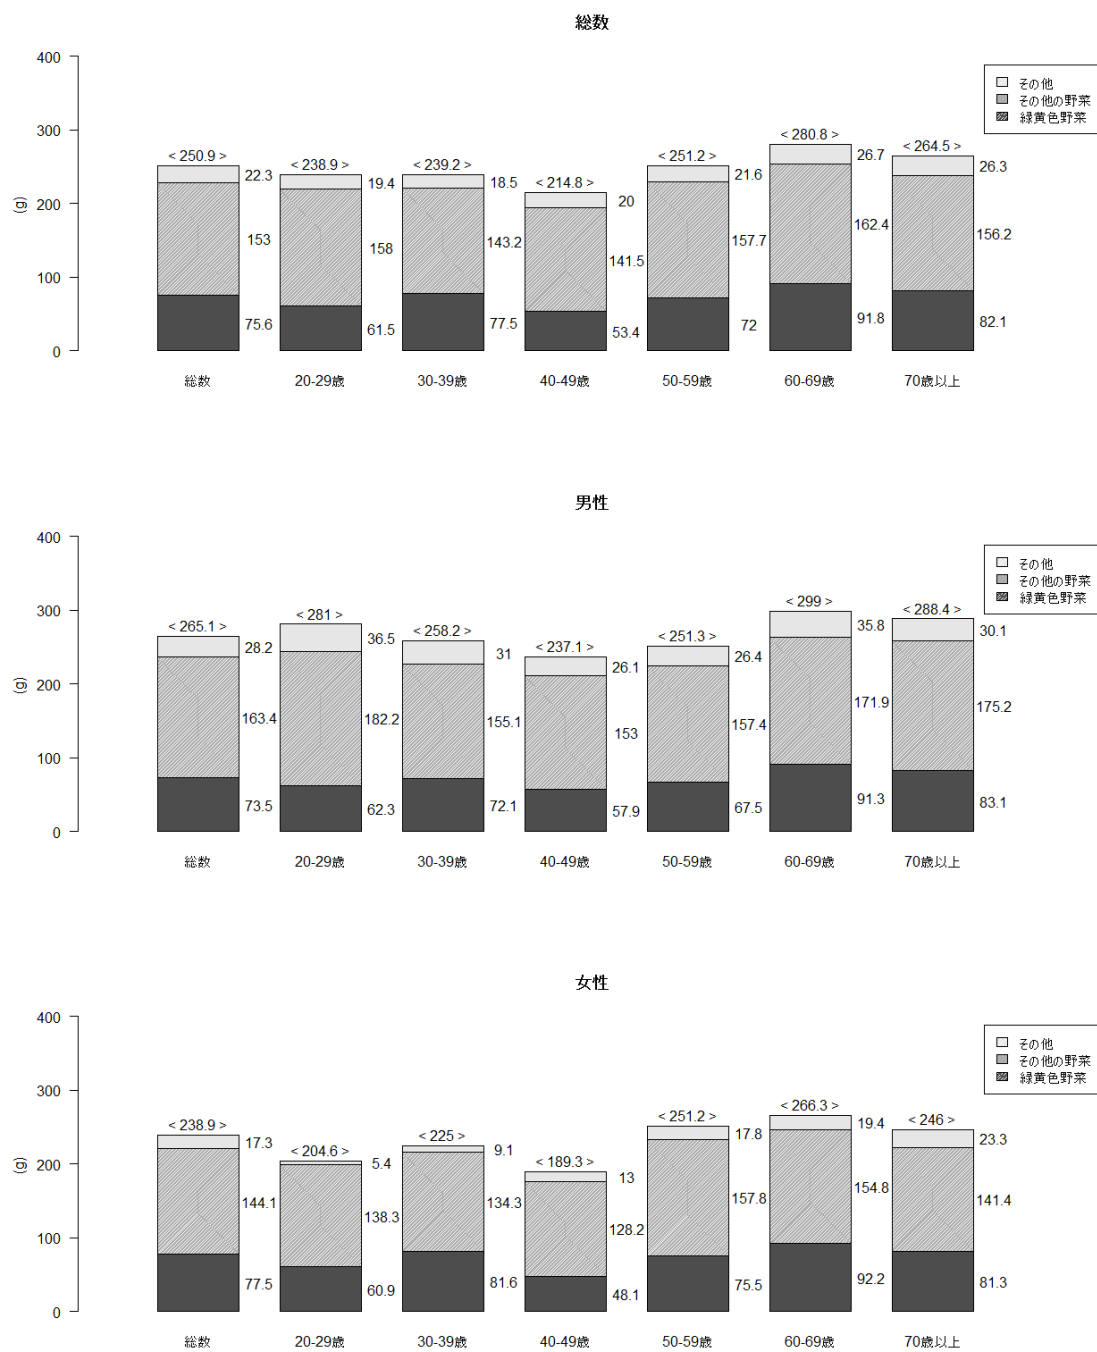 総数
400
300
200
100
0
(g)
その他
その他の野菜
緑黄色野菜
< 250.9 > < 238.9 > < 239.2 > < 214.8 > < 251.2 > < 280.8 > < 264.5 >
22.3 19.4 18.5 20 21.6 26.7 26.3
153 158 143.2 141.5 157.7 162.4 156.2
75.6 61.5 77.5 53.4 72 91.8 82.1
総数 20-29歳 30-39歳 40-49歳 50-59歳 60-69歳 70歳以上
男性
400
300
200
100
0
(g)
その他
その他の野菜
緑黄色野菜
< 265.1 > < 281 > < 258.2 > < 237.1 > < 251.3 > < 299 > < 288.4 >
28.2 36.5 31 26.1 26.4 35.8 30.1
163.4 182.2 155.1 153 157.4 171.9 175.2
73.5 62.3 72.1 57.9 67.5 91.3 83.1
総数 20-29歳 30-39歳 40-49歳 50-59歳 60-69歳 70歳以上
女性
400
300
200
100
0
(g)
その他
その他の野菜
緑黄色野菜
< 238.9 > < 204.6 > < 225 > < 189.3 > < 251.2 > < 266.3 > < 246 >
17.3 5.4 9.1 13 17.8 19.4 23.3
144.1 138.3 134.3 128.2 157.8 154.8 141.4
77.5 60.9 81.6 48.1 75.5 92.2 81.3
総数 20-29歳 30-39歳 40-49歳 50-59歳 60-69歳 70歳以上